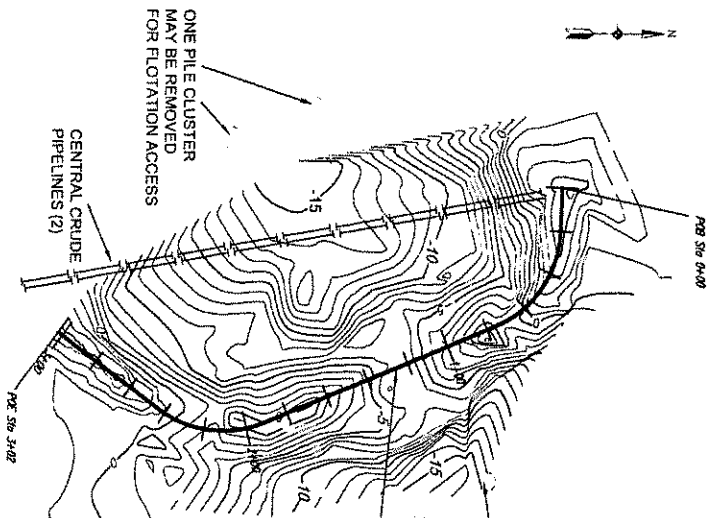 N
ONE PILE CLUSTER
MAY BE REMOVED
FOR FLOTATION ACCESS
CENTRAL CRUDE
PIPELINES (2)
POB Sta 0+00
-15
-10
-5
-15
-10
POE Sta 3+02